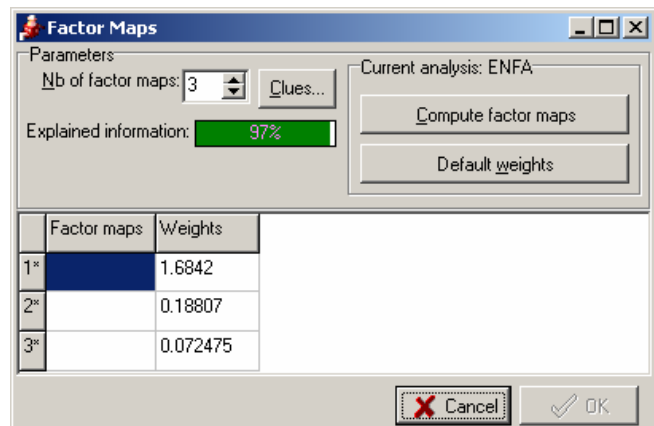 Factor Maps
Parameters
Nb of factor maps: 3
Clues...
Explained information: 97%
Current analysis: ENFA
Compute factor maps
Default weights
Factor maps Weights
1* 1.6842
2* 0.18807
3* 0.072475
Cancel OK